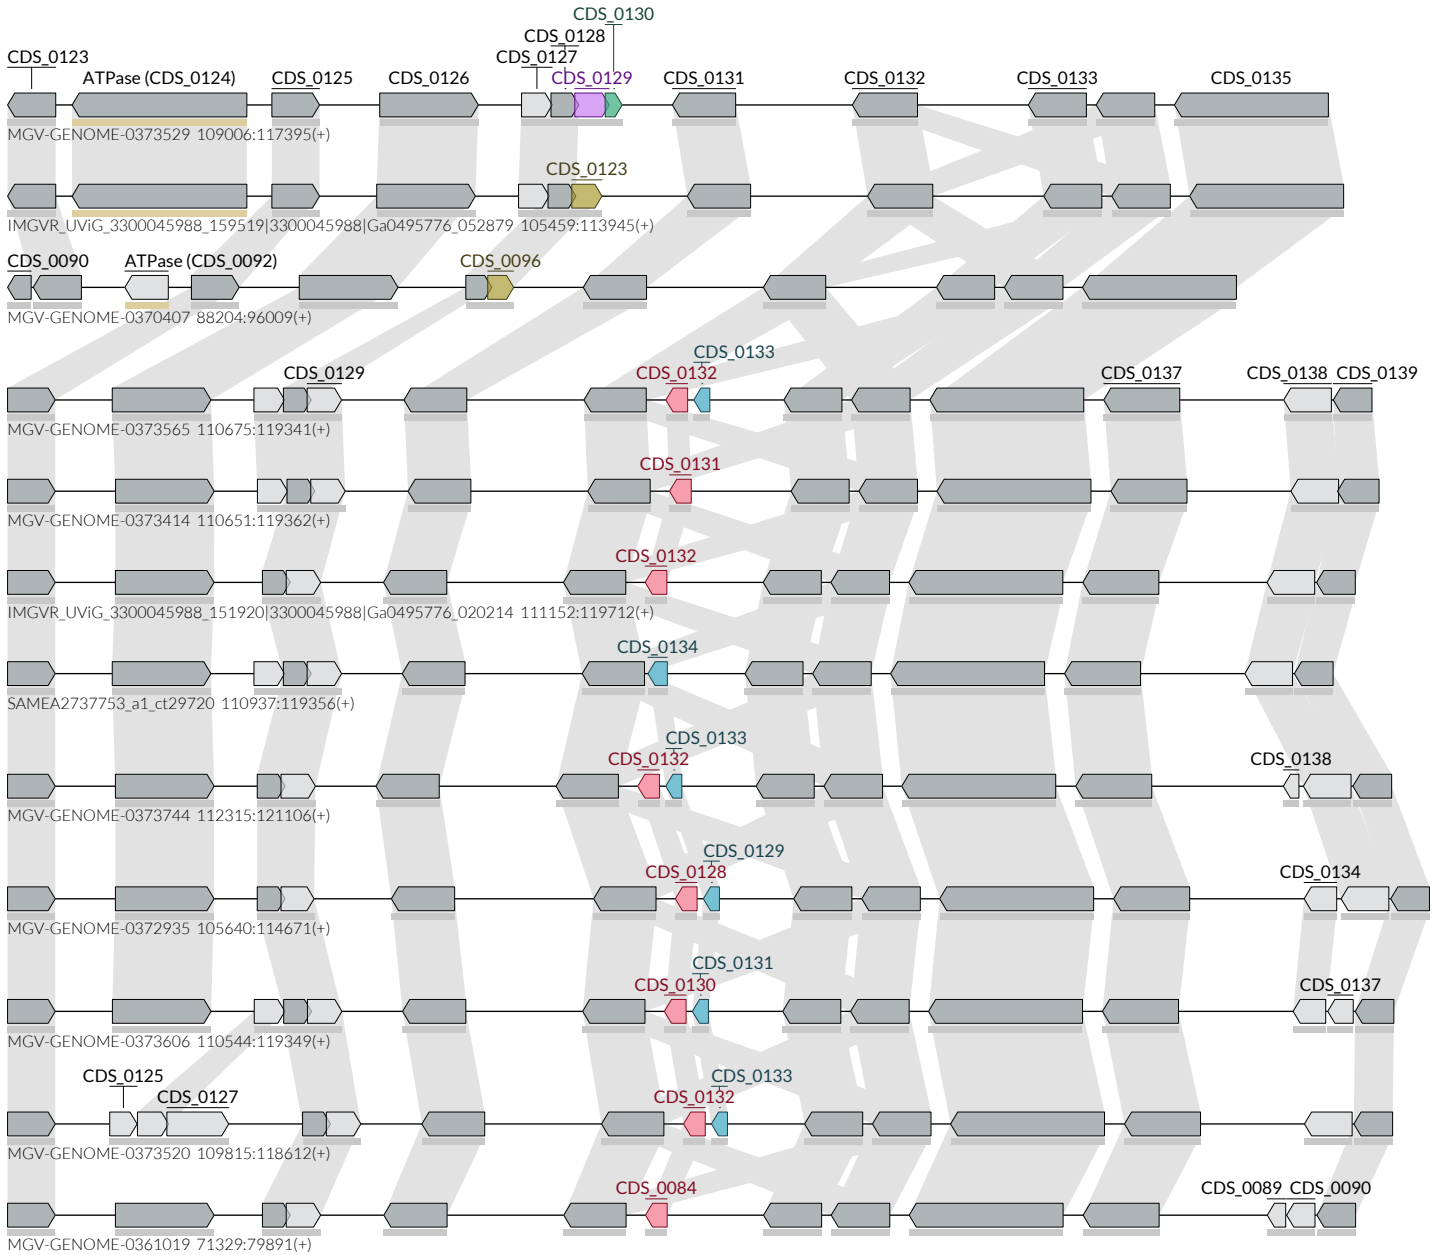 CDS_0130
CDS_0128
CDS_0123 CDS_0127
ATPase (CDS_0124) CDS_0125 CDS_0126 CDS_0129 CDS_0131 CDS_0132 CDS_0133 CDS_0135
MGV-GENOME-0373529 109006:117395(+)
CDS_0123
IMGVR_UViG_3300045988_159519|3300045988|Ga0495776_052879 105459:113945(+)
CDS_0090 ATPase (CDS_0092) CDS_0096
MGV-GENOME-0370407 88204:96009(+)
CDS_0133
CDS_0129 CDS_0132 CDS_0137 CDS_0138 CDS_0139
MGV-GENOME-0373565 110675:119341(+)
CDS_0131
MGV-GENOME-0373414 110651:119362(+)
CDS_0132
IMGVR_UViG_3300045988_151920|3300045988|Ga0495776_020214 111152:119712(+)
CDS_0134
SAMEA2737753_a1_ct29720 110937:119356(+)
CDS_0133
CDS_0132 CDS_0138
MGV-GENOME-0373744 112315:121106(+)
CDS_0129
CDS_0128 CDS_0134
MGV-GENOME-0372935 105640:114671(+)
CDS_0131
CDS_0130 CDS_0137
MGV-GENOME-0373606 110544:119349(+)
CDS_0125 CDS_0133
CDS_0127 CDS_0132
MGV-GENOME-0373520 109815:118612(+)
CDS_0084 CDS_0089 CDS_0090
MGV-GENOME-0361019 71329:79891(+)